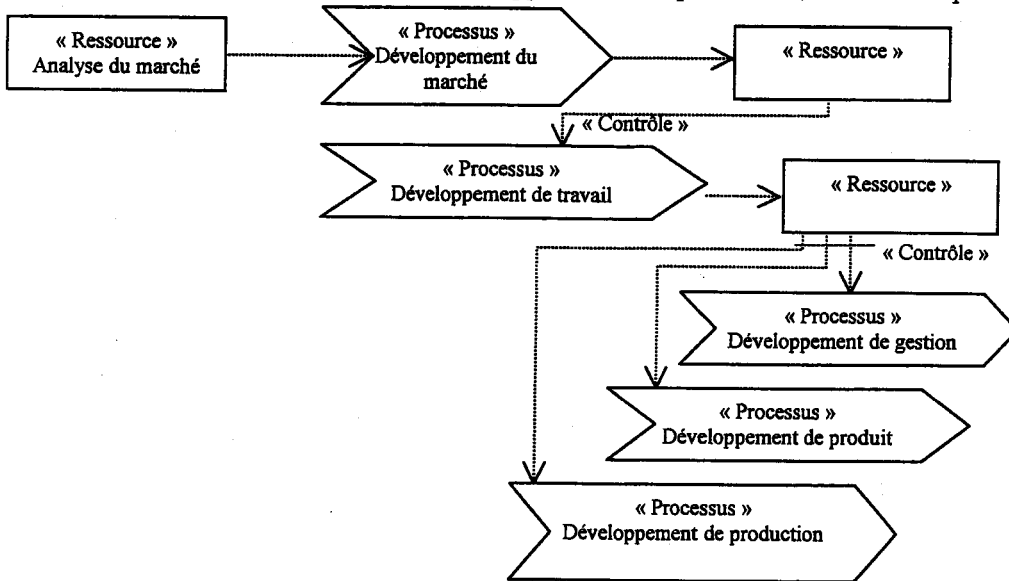 « Ressource »
Analyse du marché
« Processus »
Développement du
marché
« Ressource »
« Contrôle »
« Processus »
Développement de travail
« Ressource »
« Contrôle »
« Processus »
Développement de gestion
« Processus »
Développement de produit
« Processus »
Développement de production